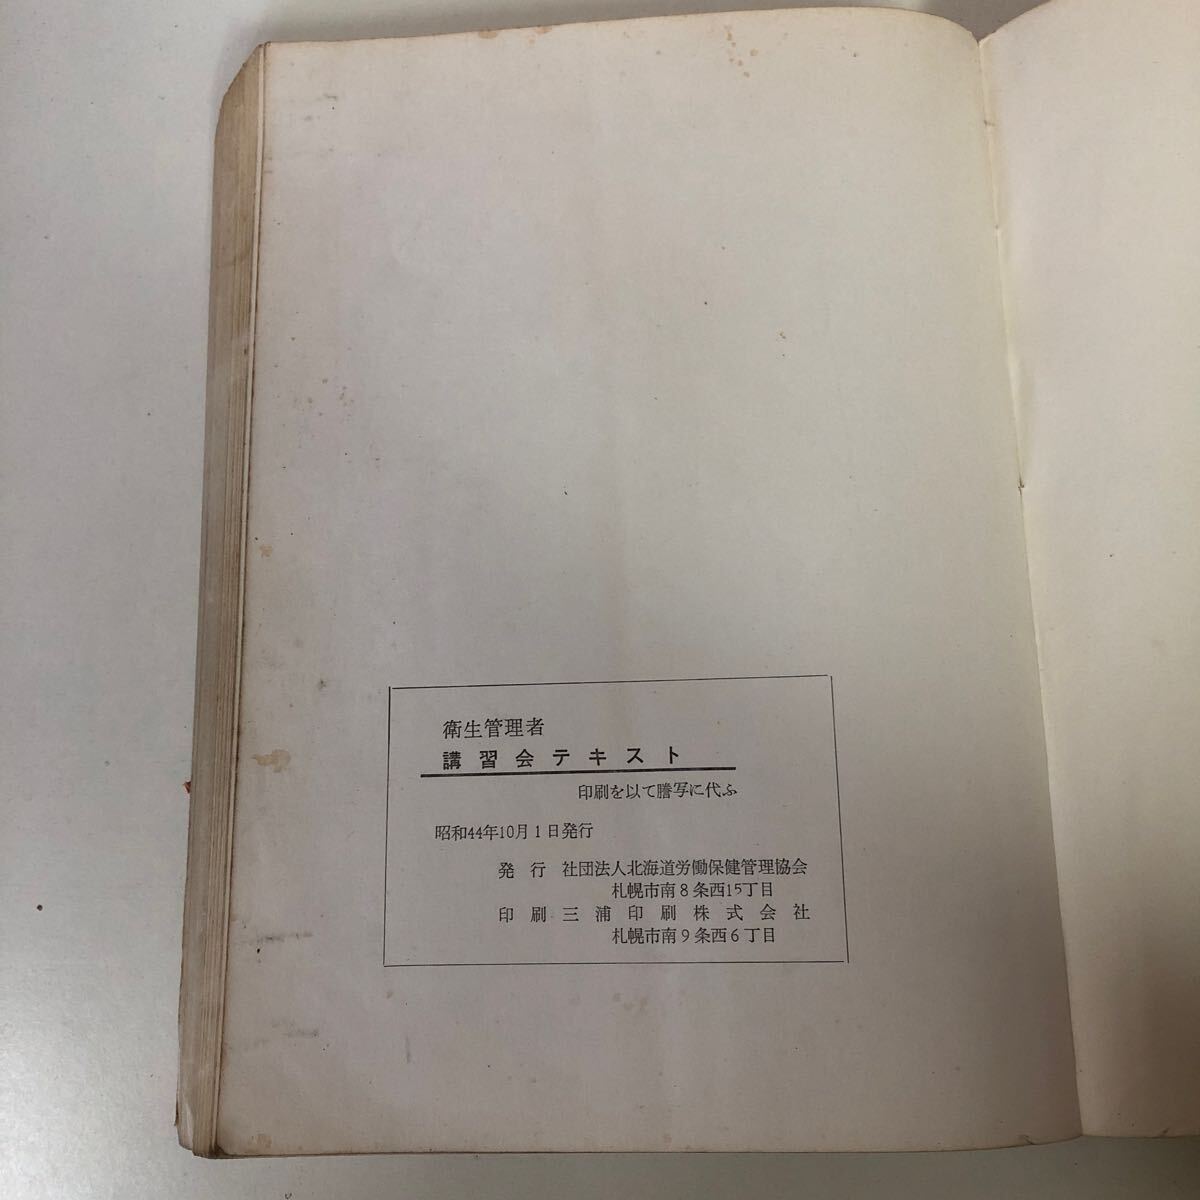 衛生管理者
講習会テキスト
印刷を以て謄写に代ふ
昭和44年10月1日発行
発行 社団法人北海道労働保健管理協会
札幌市南8条西15丁目
印刷 三浦印刷株式会社
札幌市南9条西6丁目